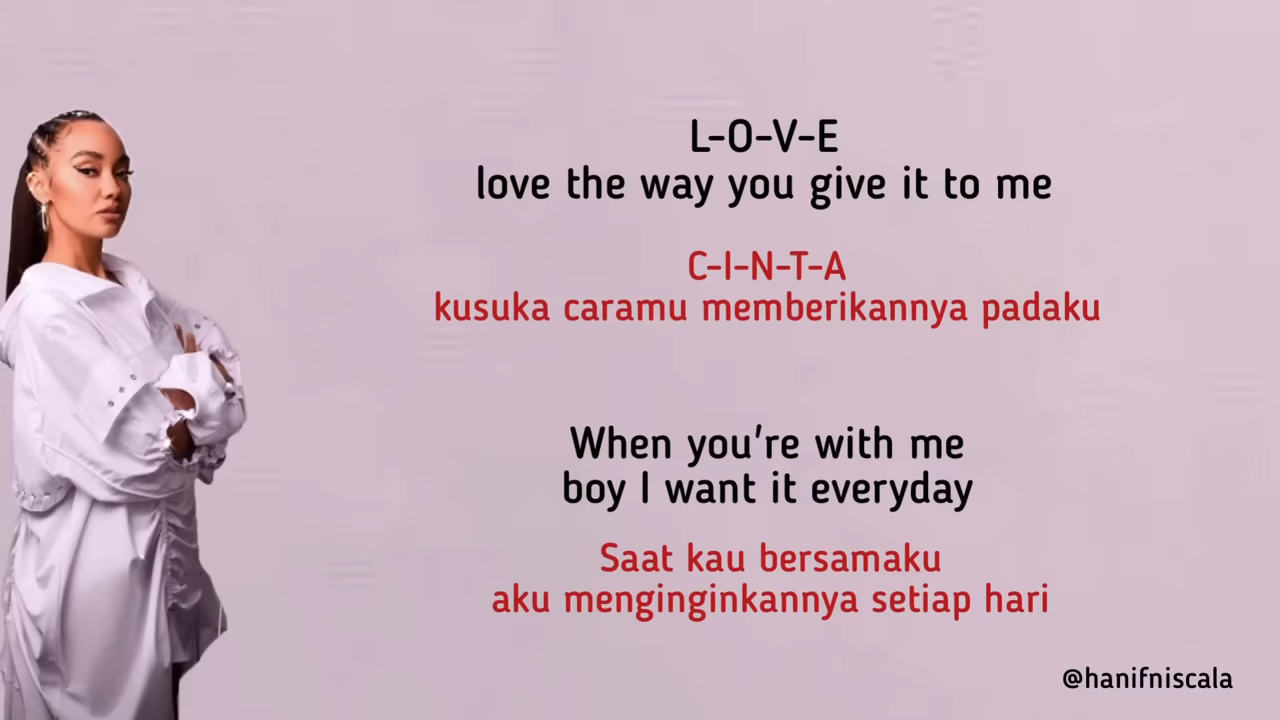 L-O-V-E
love the way you give it to me
C-I-N-T-A
kusuka caramu memberikannya padaku
When you're with me
boy I want it everyday
Saat kau bersamaku
aku menginginkannya setiap hari
@hanifniscala